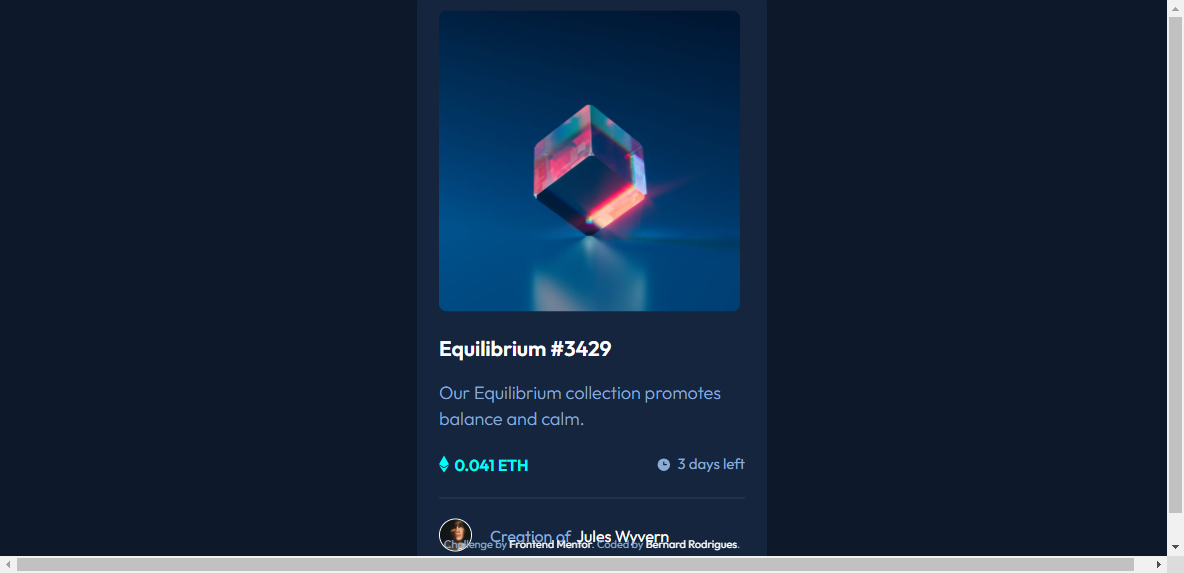 Equilibrium #3429
Our Equilibrium collection promotes
balance and calm.
0.041 ETH
3 days left
Creation of Jules Wyvern
Challenge by Frontend Mentor. Coded by Bernard Rodrigues.